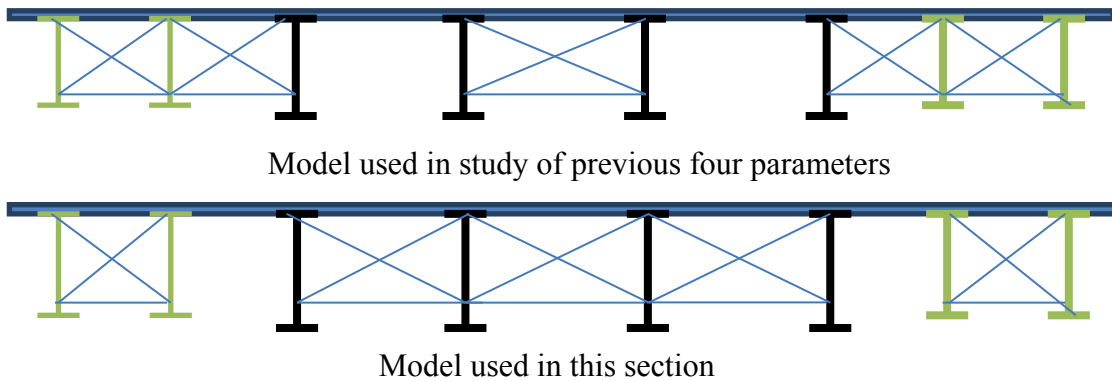 Model used in study of previous four parameters
Model used in this section